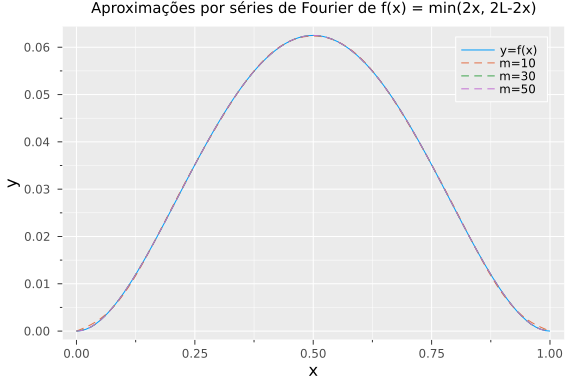 Aproximações por séries de Fourier de f(x) = min(2x, 2L-2x)
y=f(x)
m=10
m=30
m=50
0.06
0.05
0.04
0.03
0.02
0.01
0.00
y
0.00 0.25 0.50 0.75 1.00
x